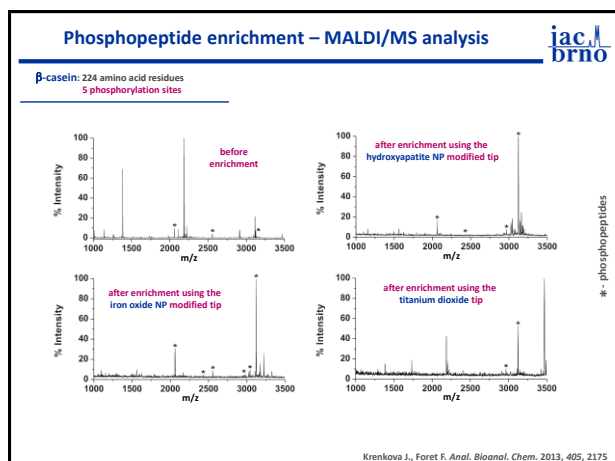 Phosphopeptide enrichment – MALDI/MS analysis
iac
brno
β-casein: 224 amino acid residues
5 phosphorylation sites
before
enrichment
% Intensity
100
80
60
40
20
0
* * *
1000 1500 2000 2500 3000 3500
m/z
after enrichment using the
hydroxyapatite NP modified tip
% Intensity
100
80
60
40
20
0
* * * *
1000 1500 2000 2500 3000 3500
m/z
* - phosphopeptides
after enrichment using the
iron oxide NP modified tip
% Intensity
100
80
60
40
20
0
* * * * * *
1000 1500 2000 2500 3000 3500
m/z
after enrichment using the
titanium dioxide tip
% Intensity
100
80
60
40
20
0
* *
1000 1500 2000 2500 3000 3500
m/z
Krenkova J., Foret F. Anal. Bioanal. Chem. 2013, 405, 2175